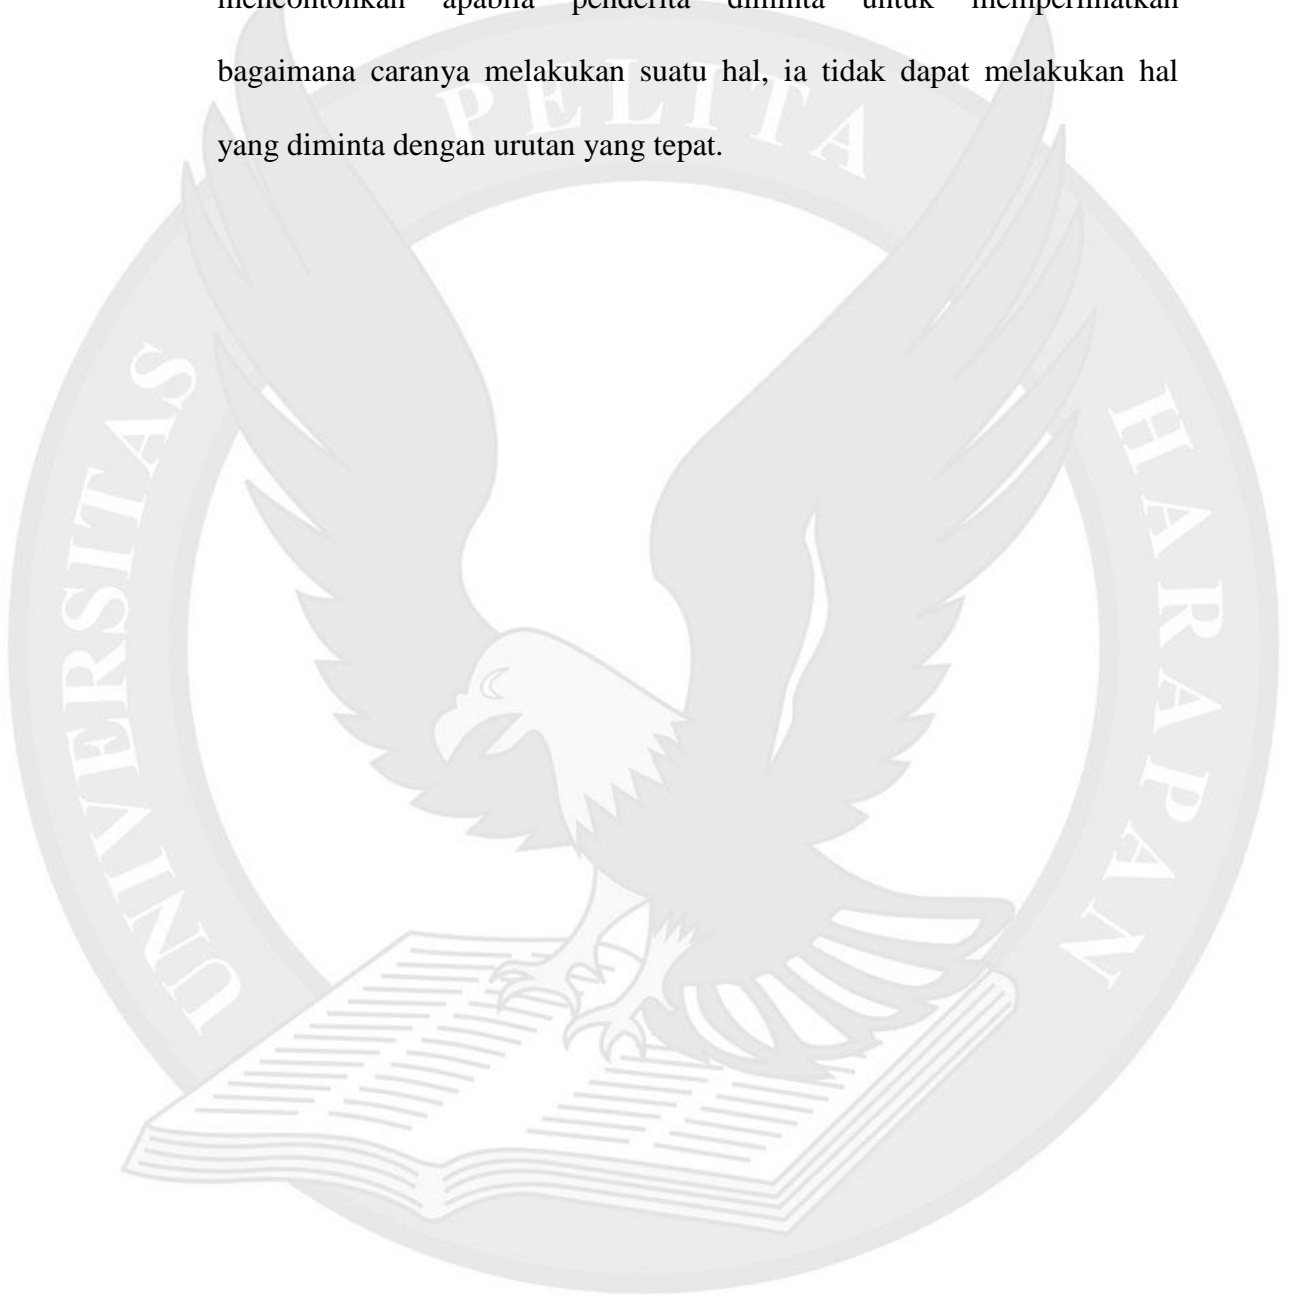 mencontohkan apabila penderita diminta untuk memperlihatkan
bagaimana caranya melakukan suatu hal, ia tidak dapat melakukan hal
yang diminta dengan urutan yang tepat.
UNIVERSITAS PELITA HARAPAN